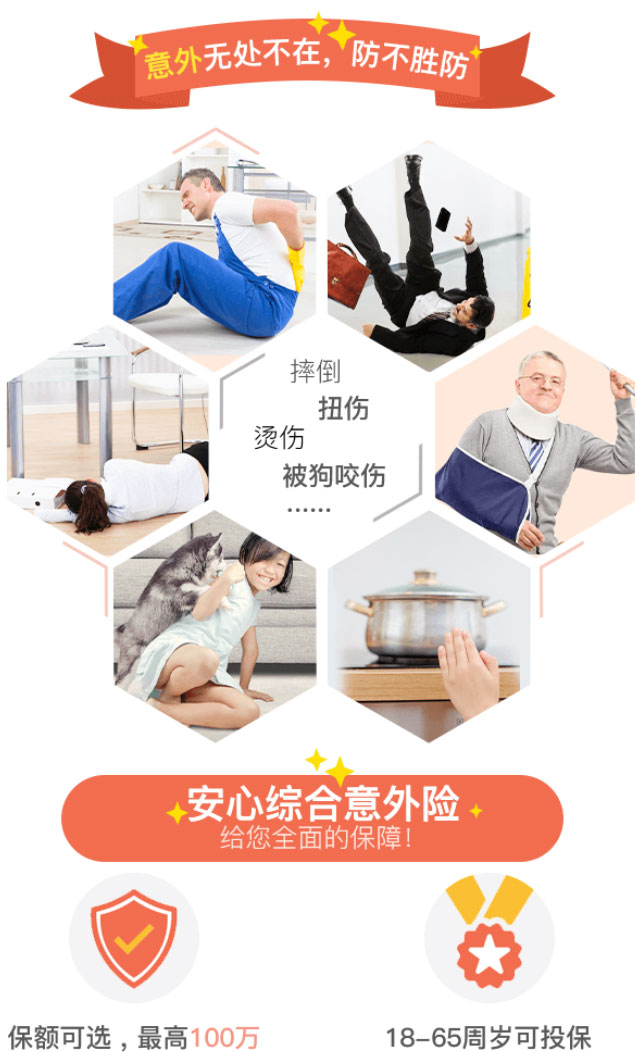 意外无处不在，防不胜防
摔倒
扭伤
烫伤
被狗咬伤
……
安心综合意外险
给您全面的保障!
保额可选，最高100万
18-65周岁可投保